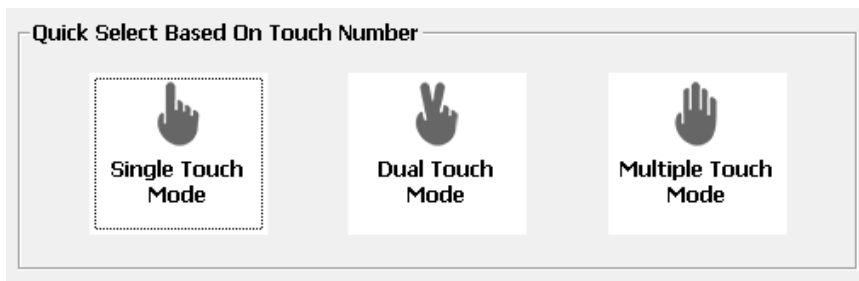 Quick Select Based On Touch Number
Single Touch
Mode
Dual Touch
Mode
Multiple Touch
Mode